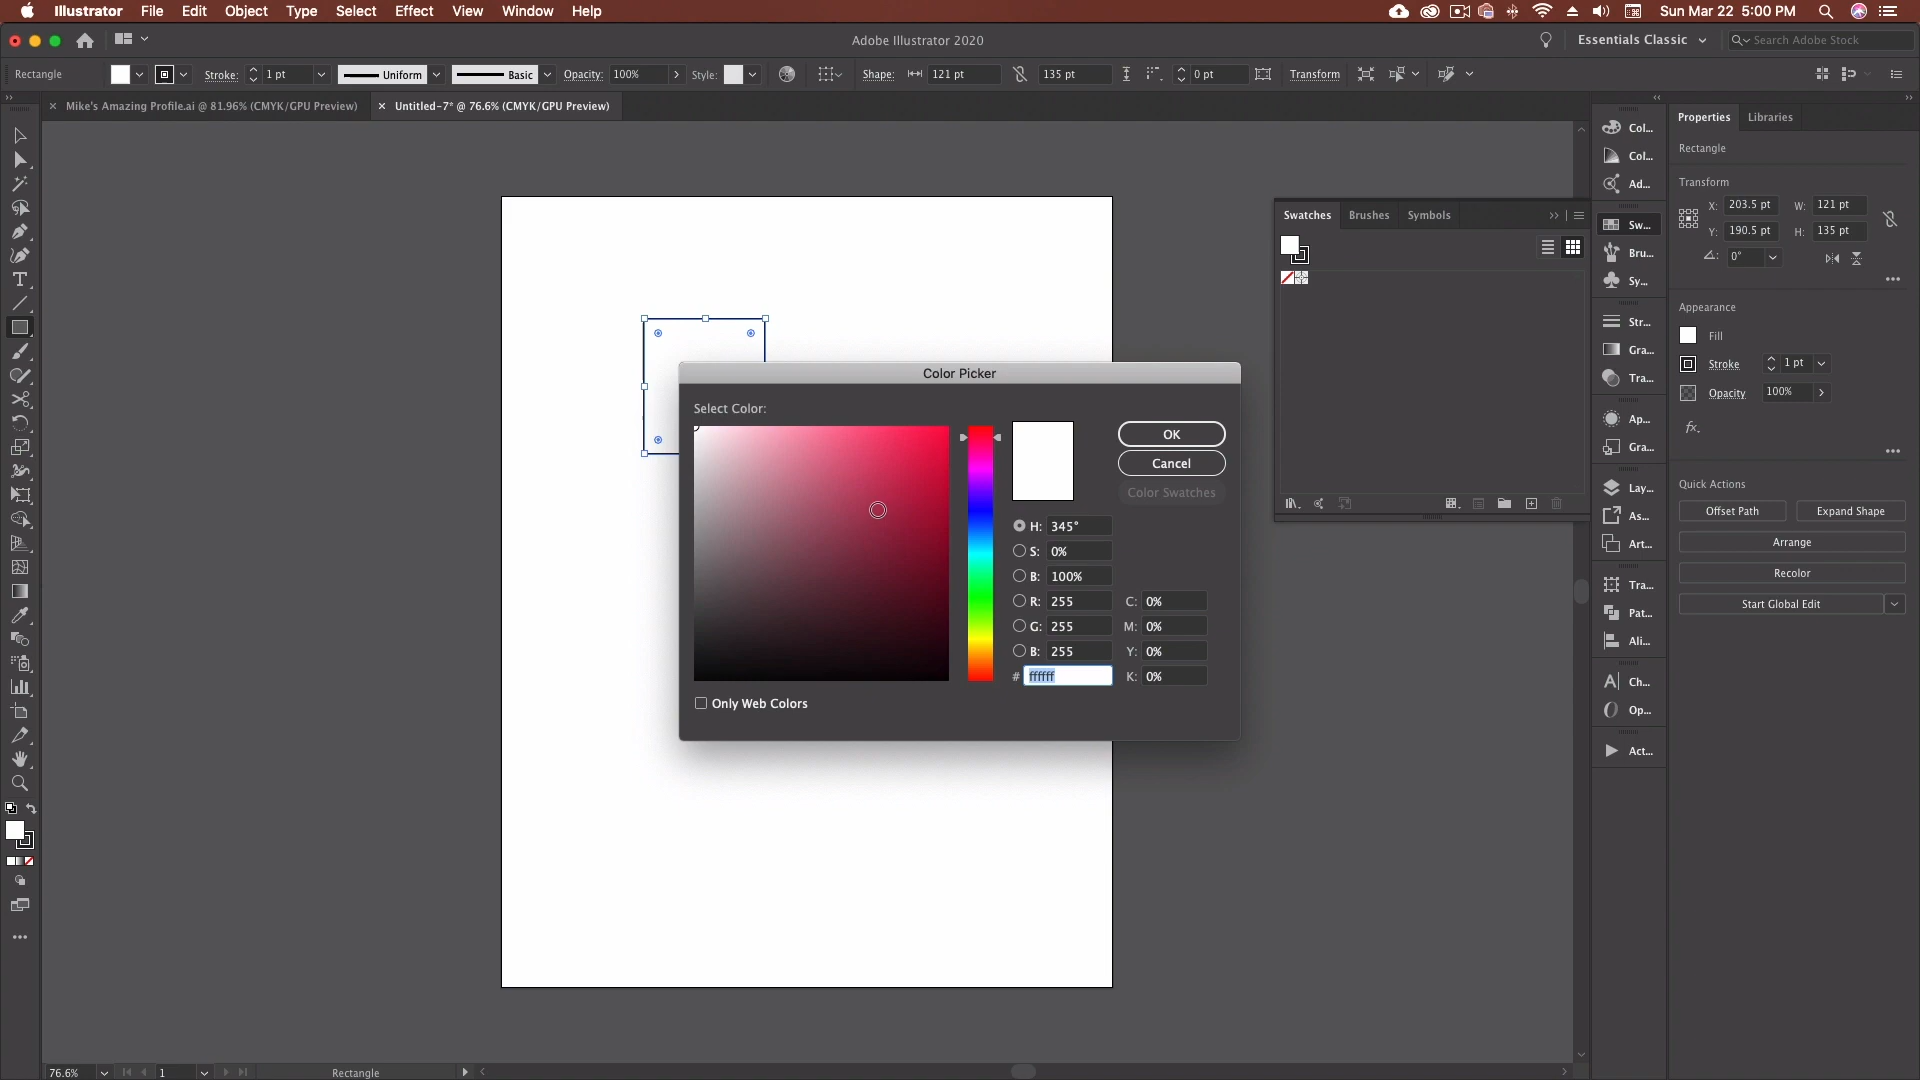 Illustrator File Edit Object Type Select Effect View Window Help Sun Mar 22 5:00 PM
Adobe Illustrator 2020 Essentials Classic Search Adobe Stock
Rectangle Stroke: 1 pt Uniform Basic Opacity: 100% Style: Shape: 121 pt 135 pt 0 pt Transform
Mike's Amazing Profile.ai @ 81.96% (CMYK/GPU Preview) Untitled-7* @ 76.6% (CMYK/GPU Preview)
Col...
Col...
Ad...
Sw...
Bru...
Sy...
Str...
Gra...
Tra...
Ap...
Gra...
Lay...
As...
Art...
Tra...
Pat...
Ali...
Ch...
Op...
Act...
Properties Libraries
Rectangle
Transform
X: 203.5 pt W: 121 pt
Y: 190.5 pt H: 135 pt
0°
Appearance
Fill
Stroke 1 pt
Opacity 100%
fx.
Quick Actions
Offset Path Expand Shape
Arrange
Recolor
Start Global Edit
Swatches Brushes Symbols
Color Picker
Select Color:
OK
Cancel
Color Swatches
H: 345°
S: 0%
B: 100%
R: 255 C: 0%
G: 255 M: 0%
B: 255 Y: 0%
# ffffff K: 0%
Only Web Colors
76.6% 1 Rectangle